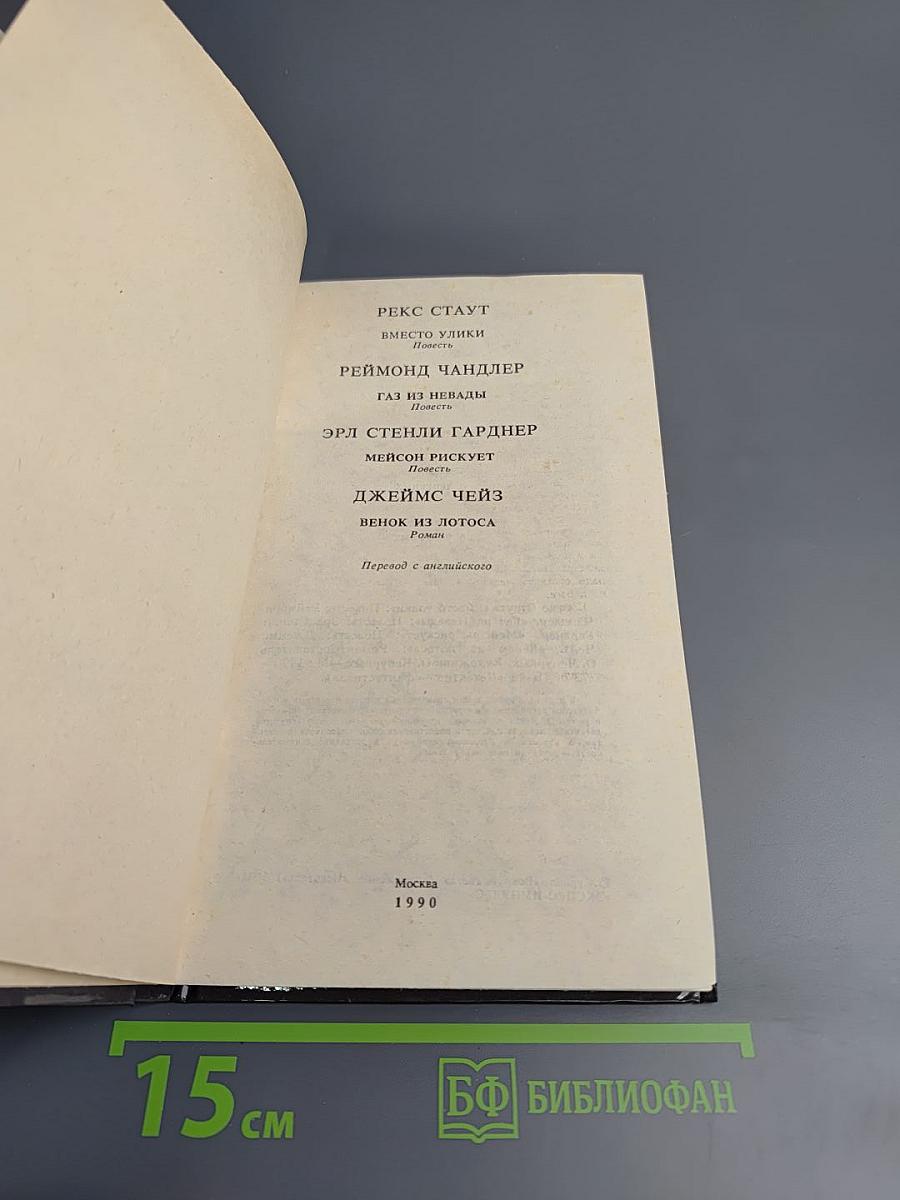 РЕКС СТАУТ
ВМЕСТО УЛИКИ
Повесть
РЕЙМОНД ЧАНДЛЕР
ГАЗ ИЗ НЕВАДЫ
Повесть
ЭРЛ СТЕНЛИ ГАРДНЕР
МЕЙСОН РИСКУЕТ
Повесть
ДЖЕЙМС ЧЕЙЗ
ВЕНОК ИЗ ЛОТОСА
Роман
Перевод с английского
Москва
1990
15 см
БФ БИБЛИОФАН